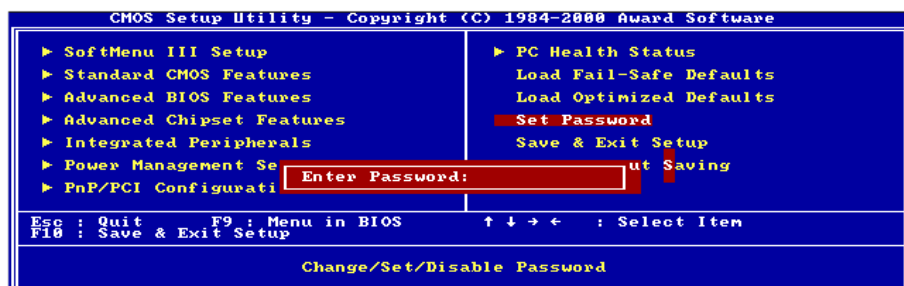 CMOS Setup Utility - Copyright (C) 1984-2000 Award Software
► SoftMenu III Setup
► Standard CMOS Features
► Advanced BIOS Features
► Advanced Chipset Features
► Integrated Peripherals
► Power Management Se
► PnP/PCI Configurati
► PC Health Status
Load Fail-Safe Defaults
Load Optimized Defaults
Set Password
Save & Exit Setup
ut Saving
Enter Password:
Esc : Quit F9 : Menu in BIOS ↑ ↓ → ← : Select Item
F10 : Save & Exit Setup
Change/Set/Disable Password